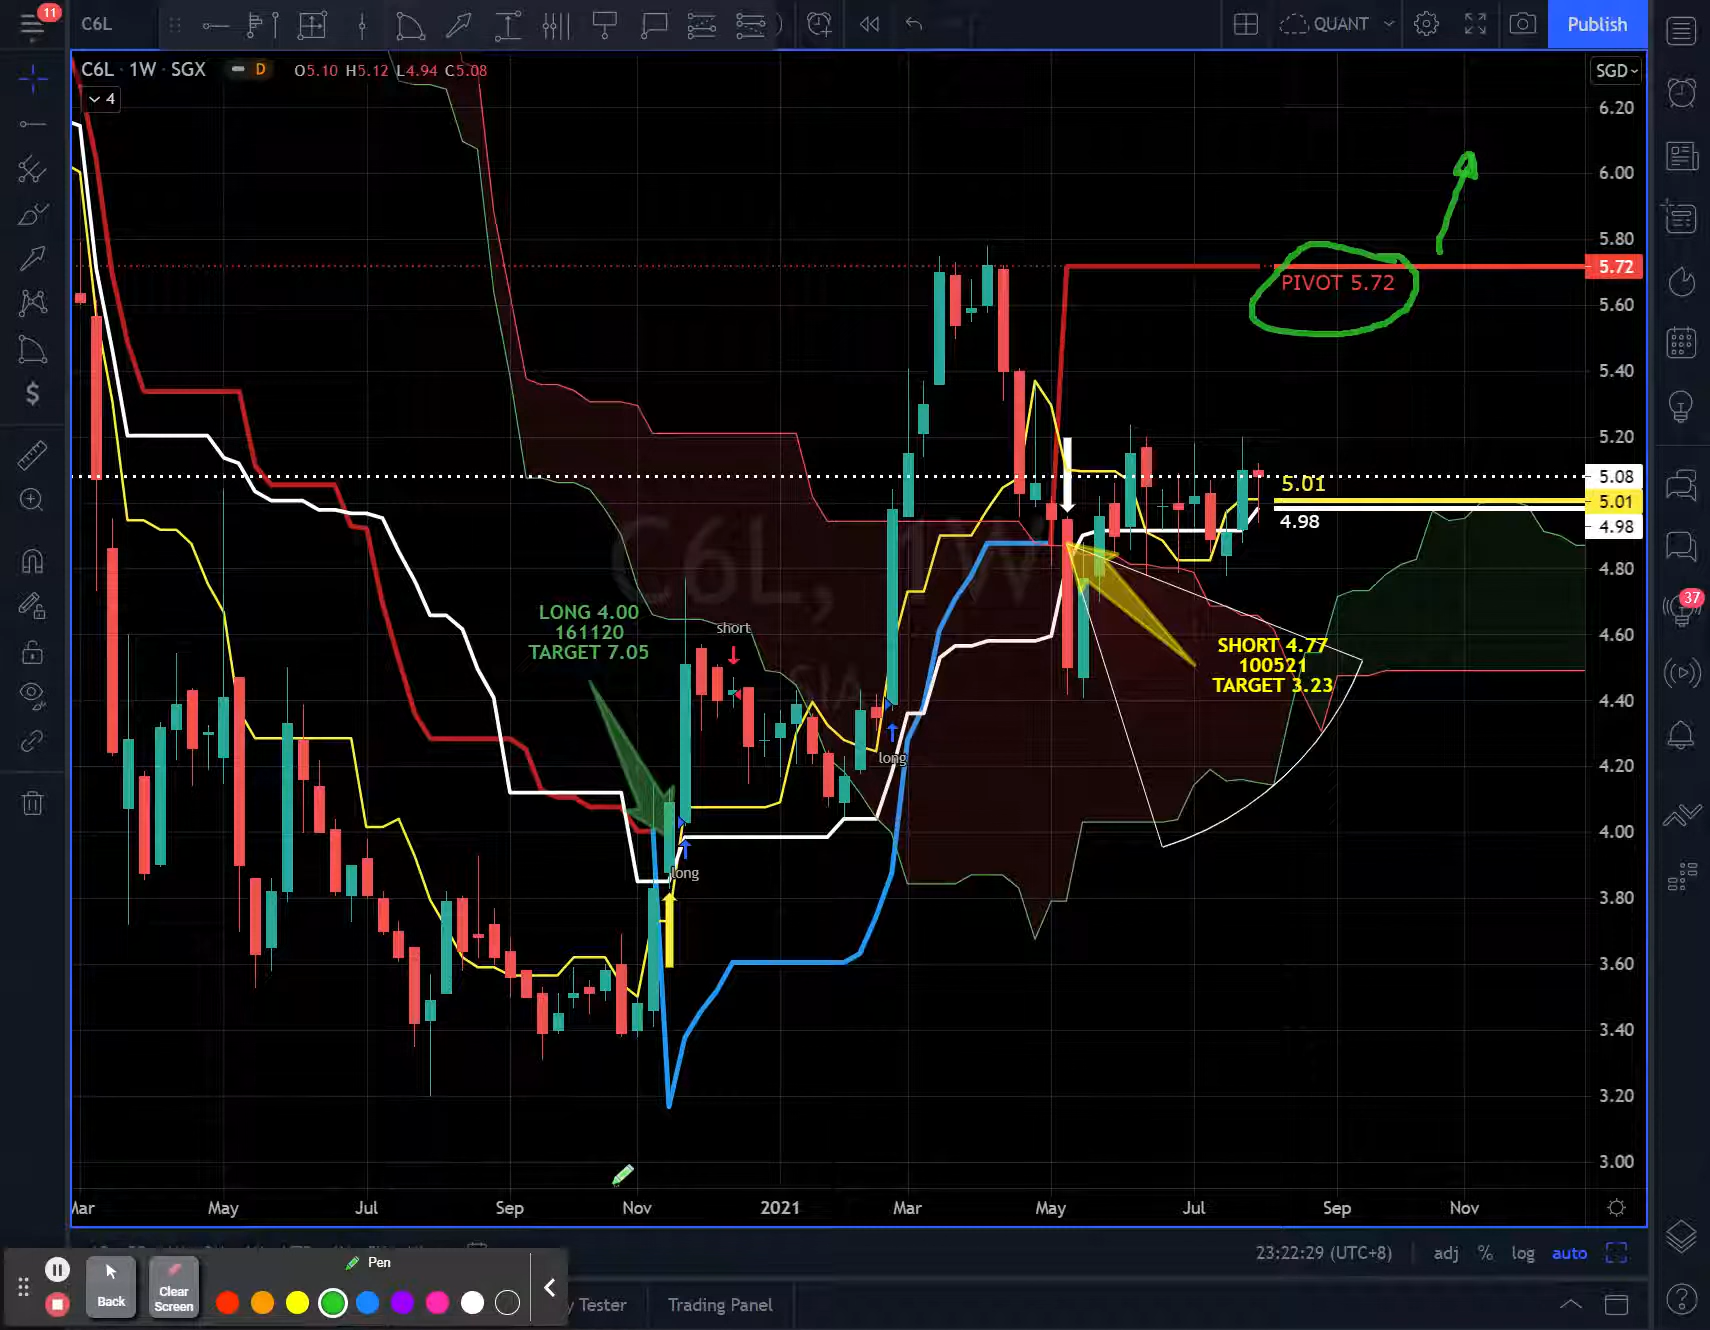 11
C6L
QUANT
Publish
C6L · 1W · SGX
D
O5.10 H5.12 L4.94 C5.08
4
SGD
6.20
6.00
5.80
5.72
5.60
5.40
5.20
5.08
5.01
4.98
4.80
4.60
4.40
4.20
4.00
3.80
3.60
3.40
3.20
3.00
PIVOT 5.72
5.01
4.98
C6L, 1W
LONG 4.00
161120
TARGET 7.05
short
long
long
SHORT 4.77
100521
TARGET 3.23
37
Mar
May
Jul
Sep
Nov
2021
Mar
May
Jul
Sep
Nov
23:22:29 (UTC+8)
adj
%
log
auto
Pen
Back
Clear
Screen
y Tester
Trading Panel